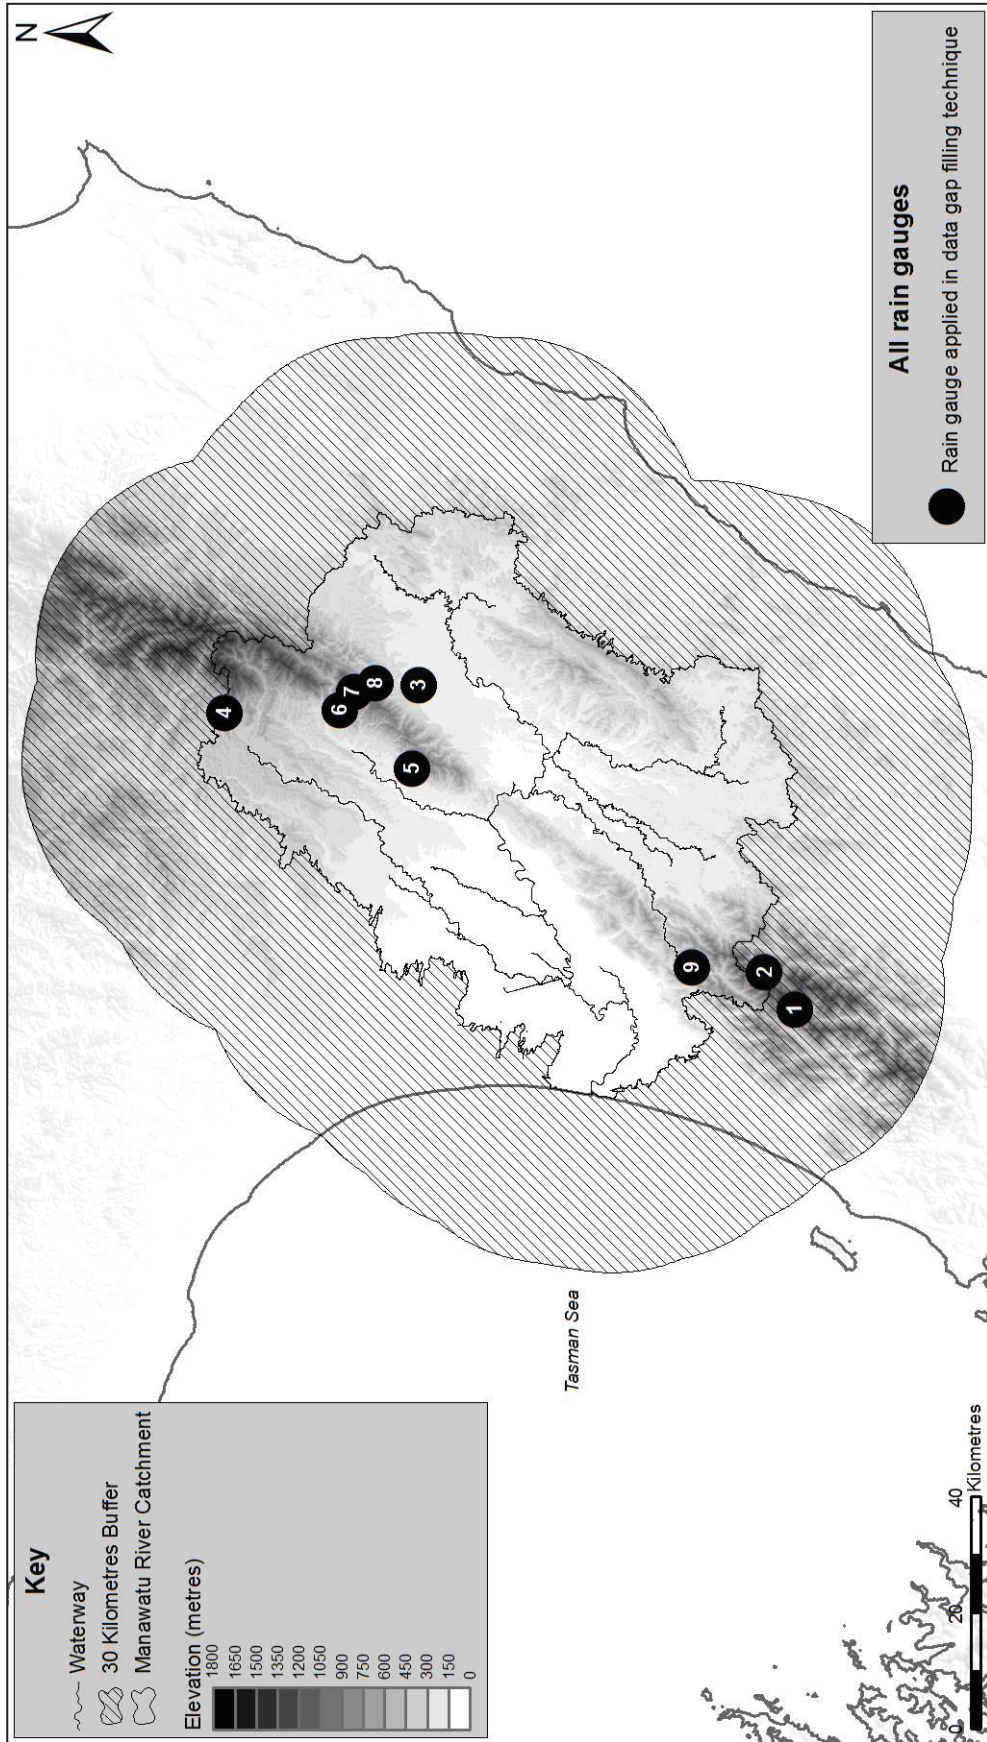 Key
Waterway
30 Kilometres Buffer
Manawatu River Catchment
Elevation (metres)
1800
1650
1500
1350
1200
1050
900
750
600
450
300
150
0
N
4
6
7
8
3
5
9
2
1
Tasman Sea
0
20
40
Kilometres
All rain gauges
Rain gauge applied in data gap filling technique